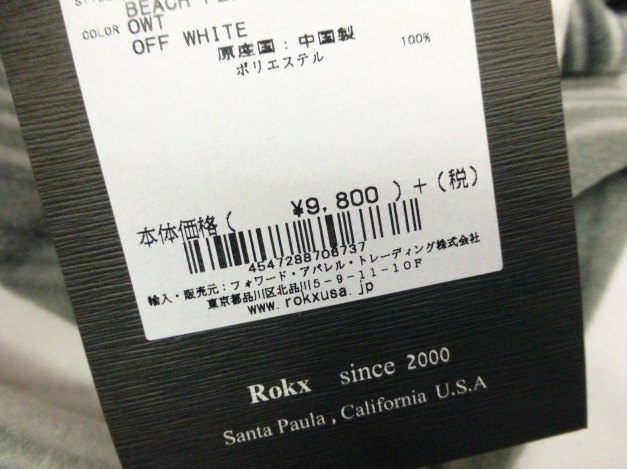 BEACH
COLOR OWT
OFF WHITE
原産国：中国製
ポリエステル 100%
本体価格( ¥9,800 )+(税)
4547288706737
輸入・販売元：フォワード・アパレル・トレーディング株式会社
東京都品川区北品川5-9-11-10F
www.rokxusa.jp
Rokx since 2000
Santa Paula , California U.S.A